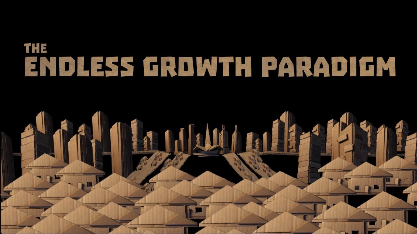 THE
ENDLESS GROWTH PARADIGM